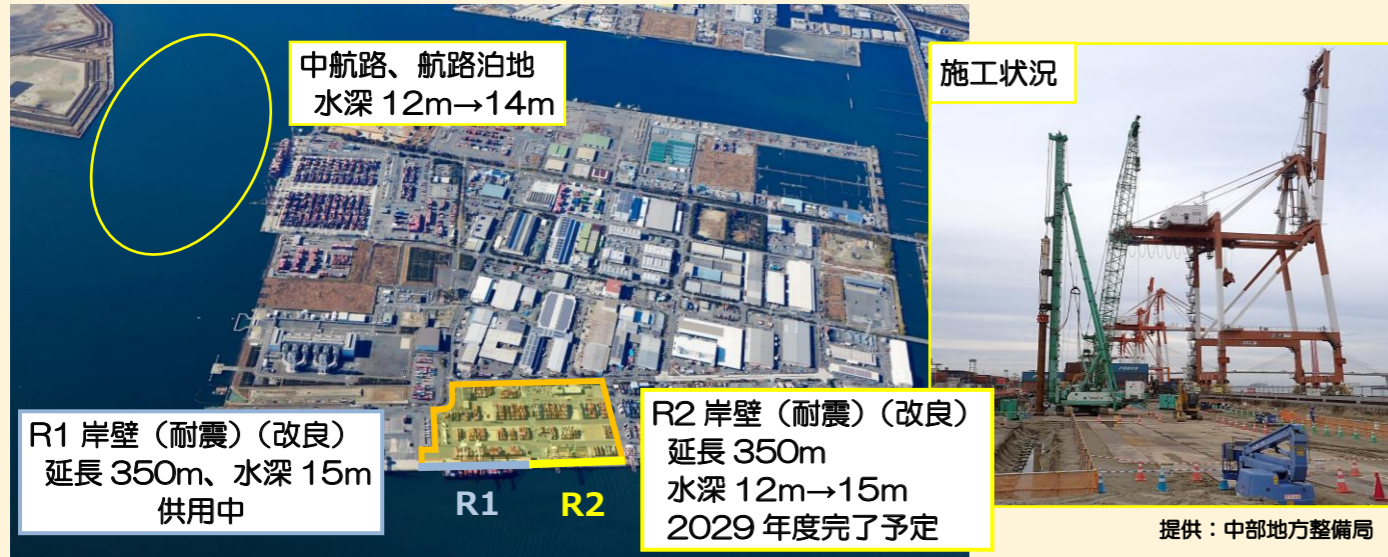 中航路、航路泊地
水深 12m→14m
施工状況
R1 岸壁（耐震）（改良）
延長 350m、水深 15m
供用中
R1
R2
R2 岸壁（耐震）（改良）
延長 350m
水深 12m→15m
2029 年度完了予定
提供：中部地方整備局